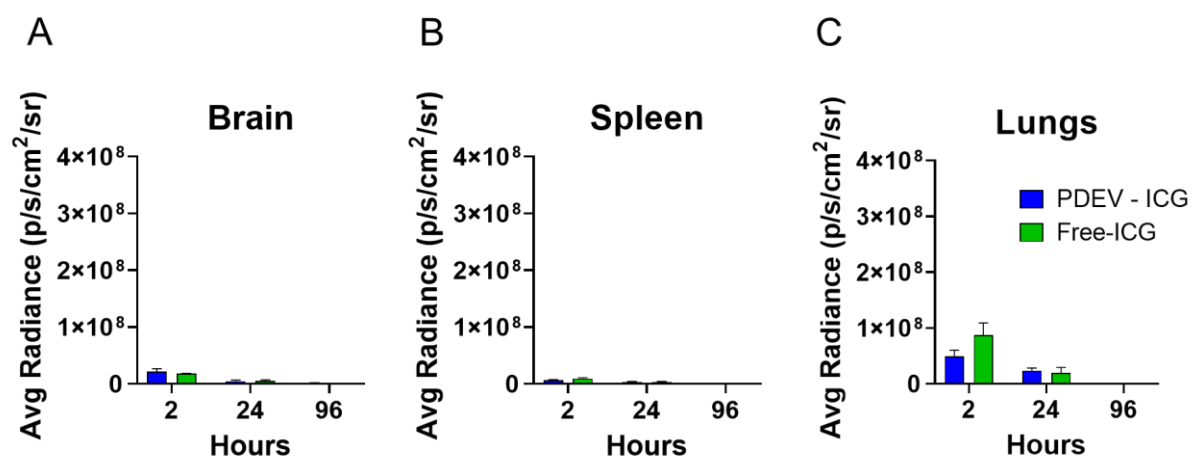 A
Brain
Avg Radiance (p/s/cm²/sr)
4×10⁸
3×10⁸
2×10⁸
1×10⁸
0
2 24 96
Hours
B
Spleen
Avg Radiance (p/s/cm²/sr)
4×10⁸
3×10⁸
2×10⁸
1×10⁸
0
2 24 96
Hours
C
Lungs
Avg Radiance (p/s/cm²/sr)
4×10⁸
3×10⁸
2×10⁸
1×10⁸
0
2 24 96
Hours
PDEV - ICG
Free-ICG